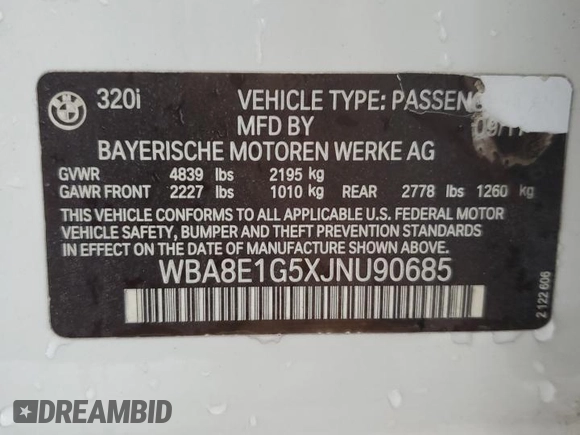 320i VEHICLE TYPE: PASSENG
MFD BY
BAYERISCHE MOTOREN WERKE AG
GVWR 4839 lbs 2195 kg
GAWR FRONT 2227 lbs 1010 kg REAR 2778 lbs 1260 kg
THIS VEHICLE CONFORMS TO ALL APPLICABLE U.S. FEDERAL MOTOR
VEHICLE SAFETY, BUMPER AND THEFT PREVENTION STANDARDS
IN EFFECT ON THE DATE OF MANUFACTURE SHOWN ABOVE.
WBA8E1G5XJNU90685
2 122 606
DREAMBID